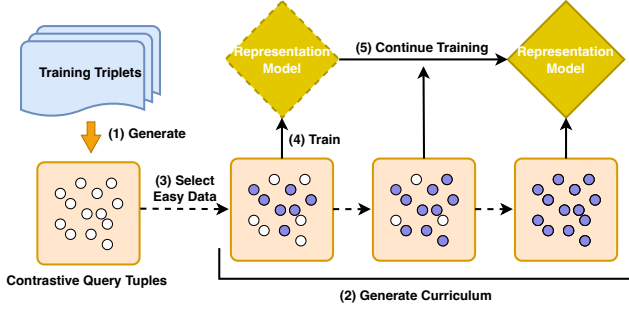 Training Triplets
(1) Generate
Contrastive Query Tuples
(3) Select
Easy Data
Representation
Model
(4) Train
(5) Continue Training
Representation
Model
(2) Generate Curriculum